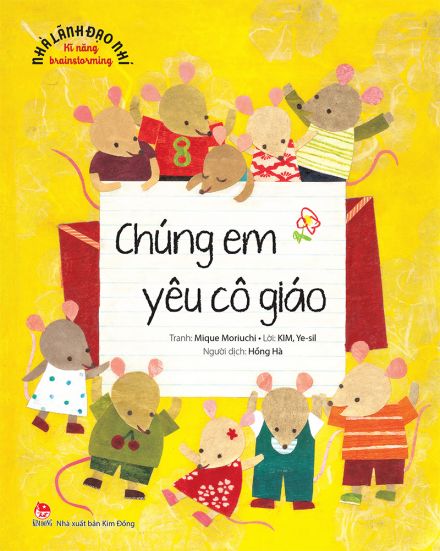 NHÀ LÃNH ĐẠO NHÍ
Kĩ năng
brainstorming
8
Chúng em
yêu cô giáo
Tranh: Mique Moriuchi • Lời: KIM, Ye-sil
Người dịch: Hồng Hà
KIM ĐỒNG
Nhà xuất bản Kim Đồng